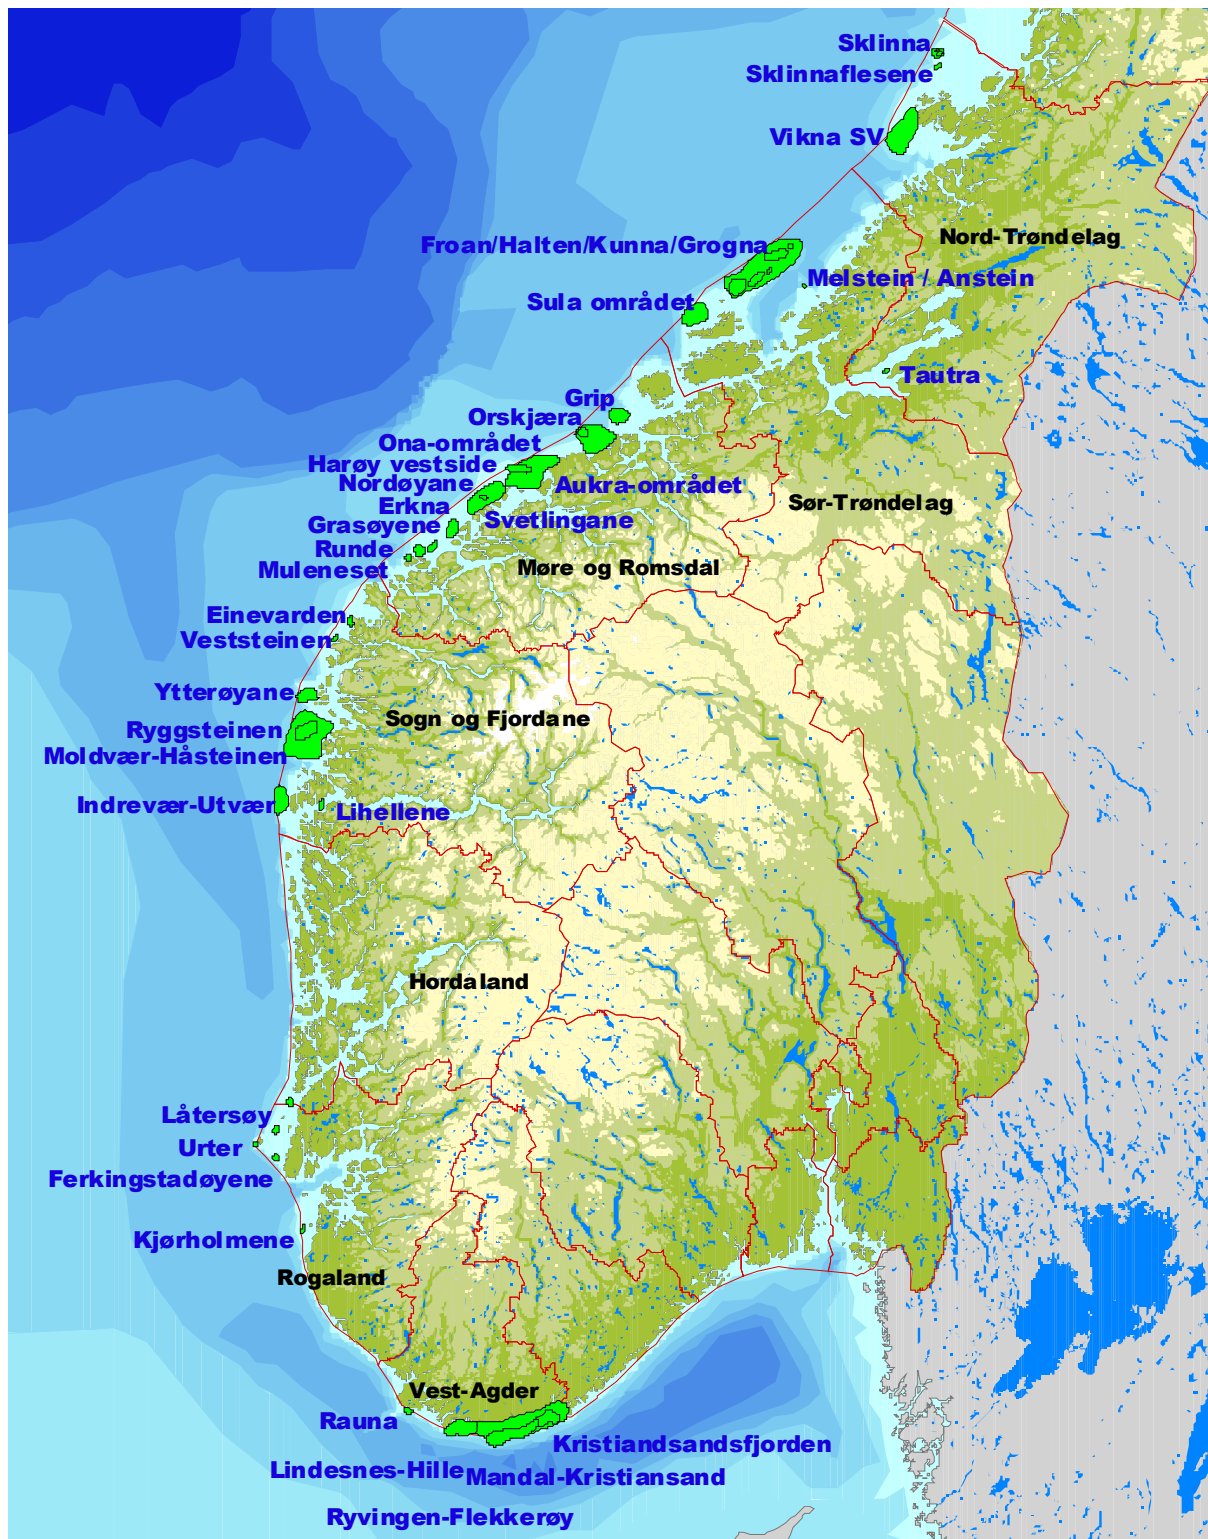 Sklinna
Sklinnaflesene
Vikna SV
Nord-Trøndelag
Froan/Halten/Kunna/Grogna
Melstein / Anstein
Sula området
Tautra
Grip
Orskjæra
Ona-området
Harøy vestside
Nordøyane
Aukra-området
Erkna
Sør-Trøndelag
Svetlingane
Grasøyene
Runde
Muleneset
Møre og Romsdal
Einevarden
Veststeinen
Ytterøyane
Sogn og Fjordane
Ryggsteinen
Moldvær-Håsteinen
Indrevær-Utvær
Lihellene
Hordaland
Låtersøy
Urter
Ferkingstadøyene
Kjørholmene
Rogaland
Vest-Agder
Rauna
Kristiandsandsfjorden
Lindesnes-Hille
Mandal-Kristiansand
Ryvingen-Flekkerøy